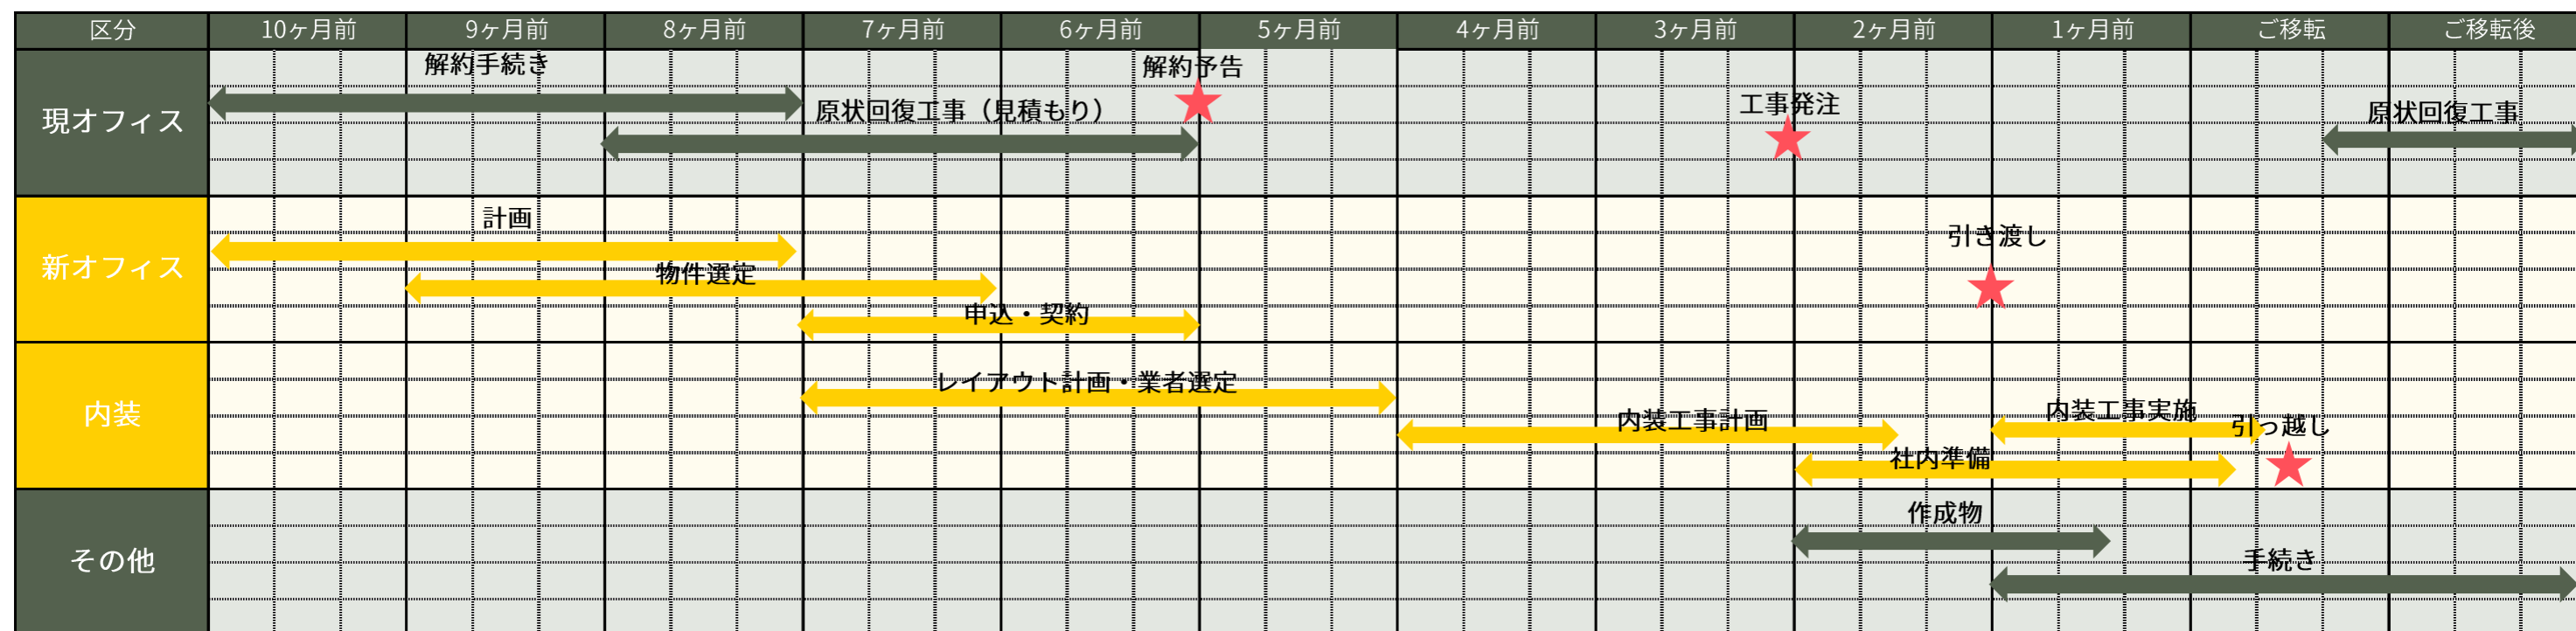 区分
10ヶ月前
9ヶ月前
8ヶ月前
7ヶ月前
6ヶ月前
5ヶ月前
4ヶ月前
3ヶ月前
2ヶ月前
1ヶ月前
ご移転
ご移転後
現オフィス
解約手続き
解約予告
原状回復工事（見積もり）
工事発注
原状回復工事
新オフィス
計画
引き渡し
物件選定
申込・契約
内装
レイアウト計画・業者選定
内装工事計画
内装工事実施
引っ越し
社内準備
その他
作成物
手続き